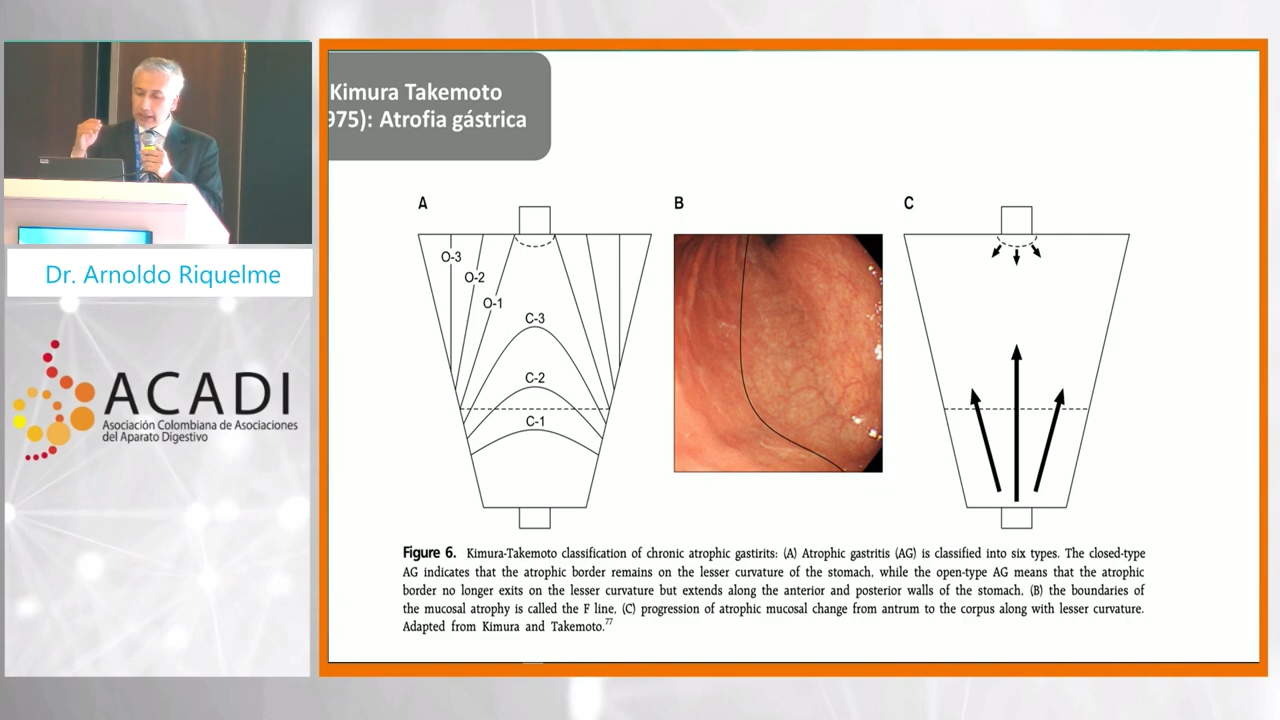 Kimura Takemoto
975): Atrofia gástrica
A
B
C
O-3
O-2
O-1
C-3
C-2
C-1
Figure 6. Kimura-Takemoto classification of chronic atrophic gastirits: (A) Atrophic gastritis (AG) is classified into six types. The closed-type
AG indicates that the atrophic border remains on the lesser curvature of the stomach, while the open-type AG means that the atrophic
border no longer exits on the lesser curvature but extends along the anterior and posterior walls of the stomach, (B) the boundaries of
the mucosal atrophy is called the F line, (C) progression of atrophic mucosal change from antrum to the corpus along with lesser curvature.
Adapted from Kimura and Takemoto.77
Dr. Arnoldo Riquelme
ACADI
Asociación Colombiana de Asociaciones
del Aparato Digestivo